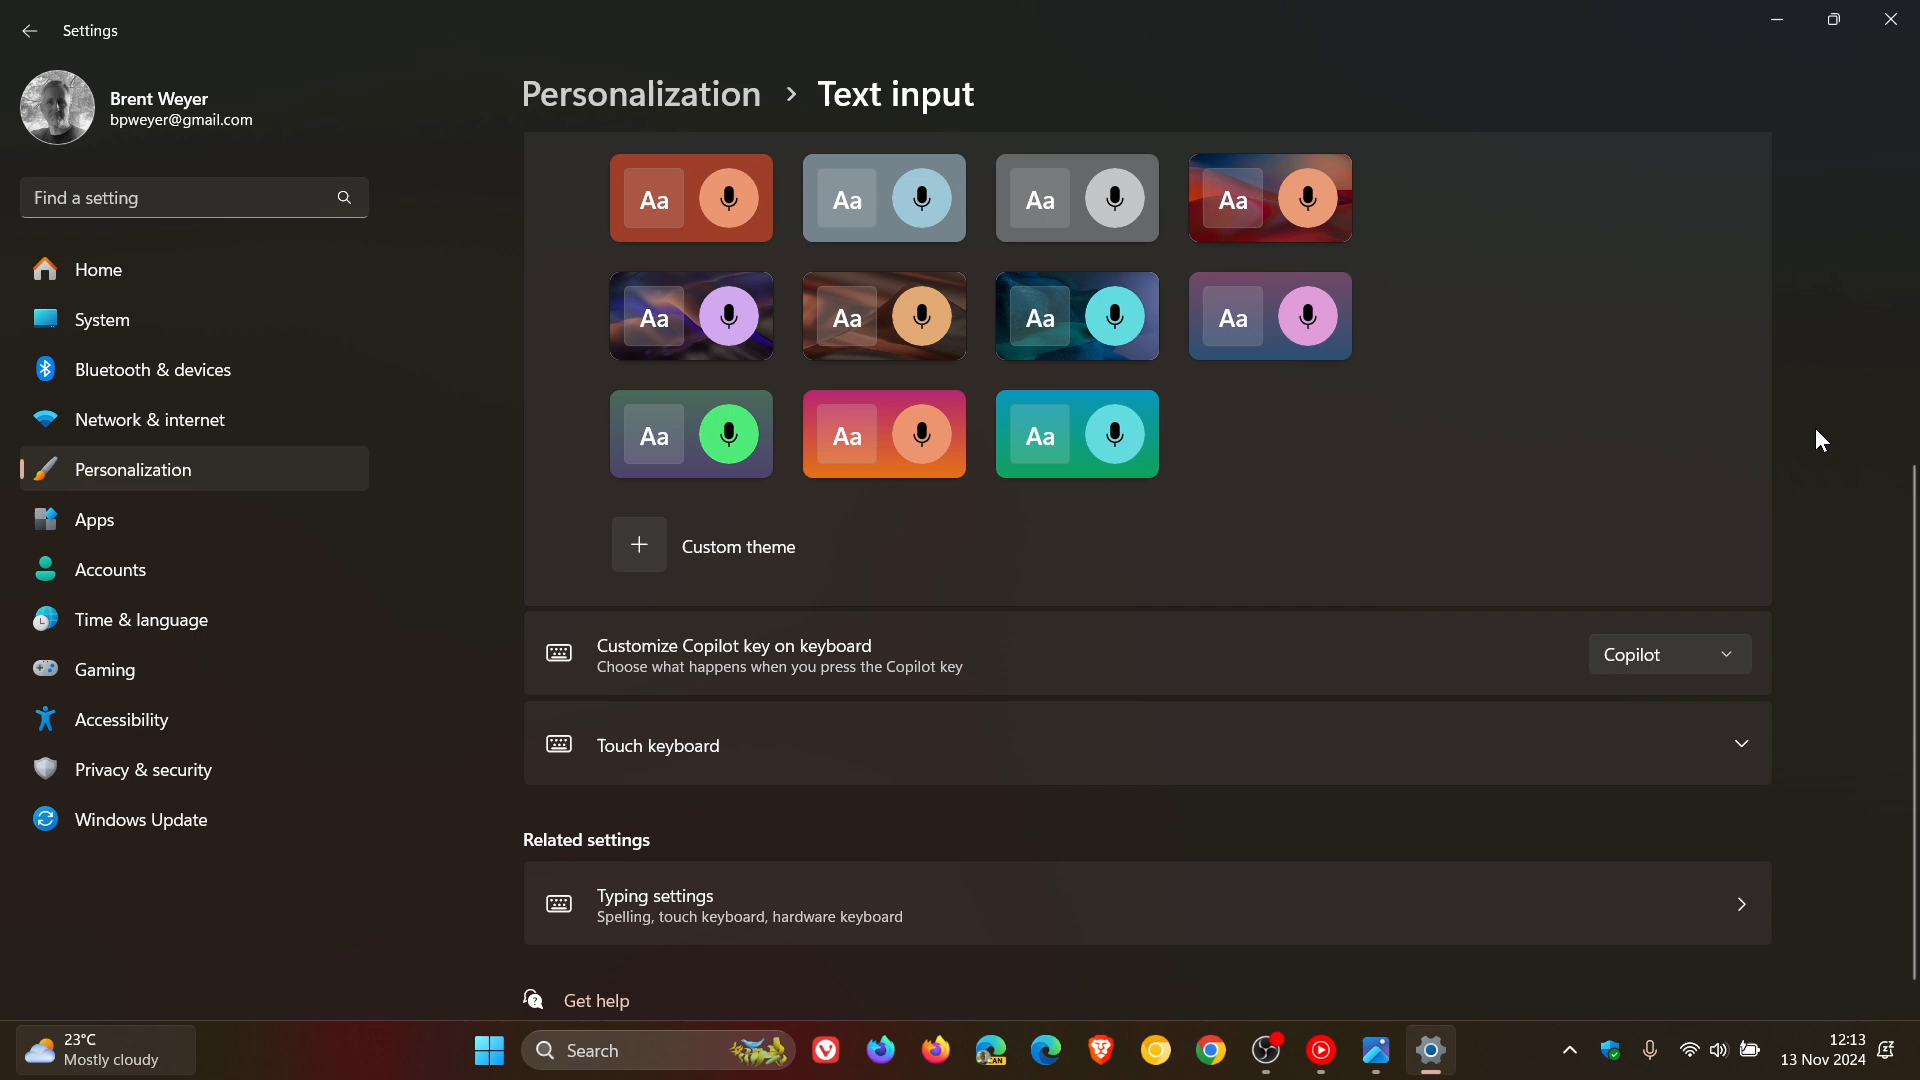 Settings
Brent Weyer
bpweyer@gmail.com
Find a setting
Home
System
Bluetooth & devices
Network & internet
Personalization
Apps
Accounts
Time & language
Gaming
Accessibility
Privacy & security
Windows Update
Personalization > Text input
Aa Aa Aa Aa
Aa Aa Aa Aa
Aa Aa Aa
Custom theme
Customize Copilot key on keyboard
Choose what happens when you press the Copilot key
Copilot
Touch keyboard
Related settings
Typing settings
Spelling, touch keyboard, hardware keyboard
Get help
23°C
Mostly cloudy
Search
CAN
12:13
13 Nov 2024